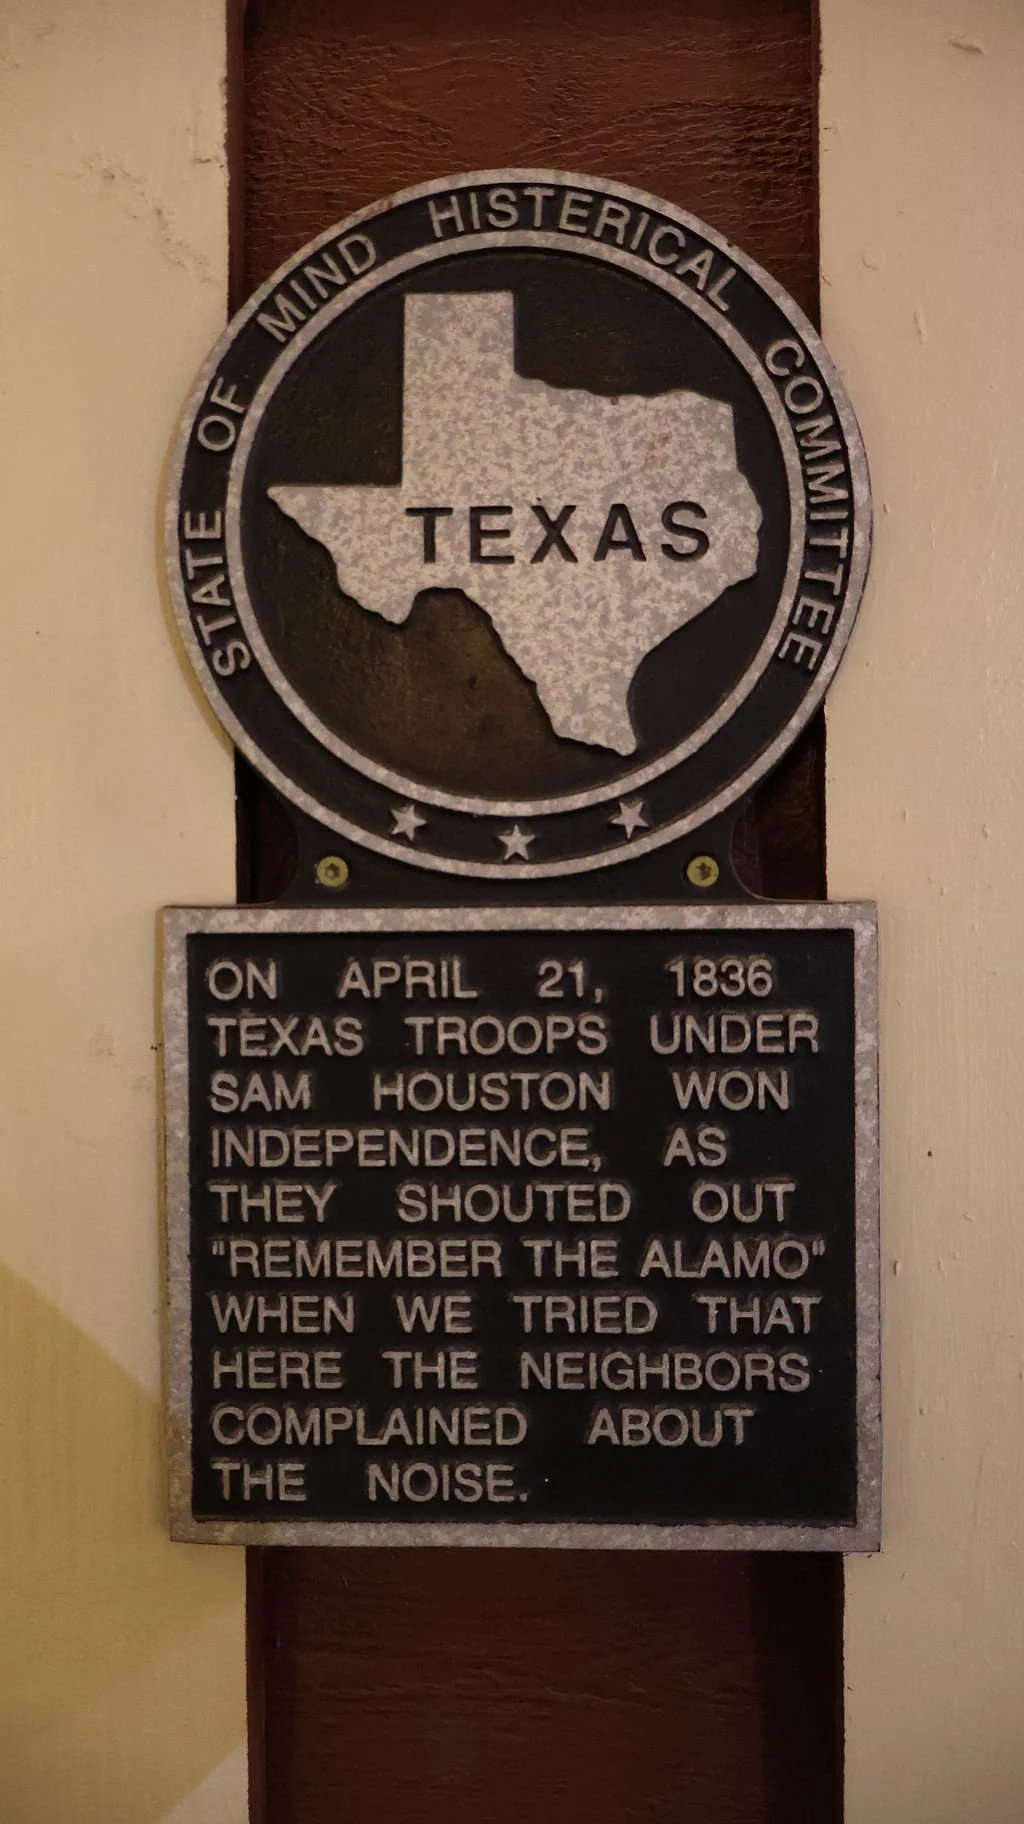 STATE OF MIND HISTERICAL COMMITTEE
TEXAS
ON APRIL 21, 1836
TEXAS TROOPS UNDER
SAM HOUSTON WON
INDEPENDENCE, AS
THEY SHOUTED OUT
"REMEMBER THE ALAMO"
WHEN WE TRIED THAT
HERE THE NEIGHBORS
COMPLAINED ABOUT
THE NOISE.